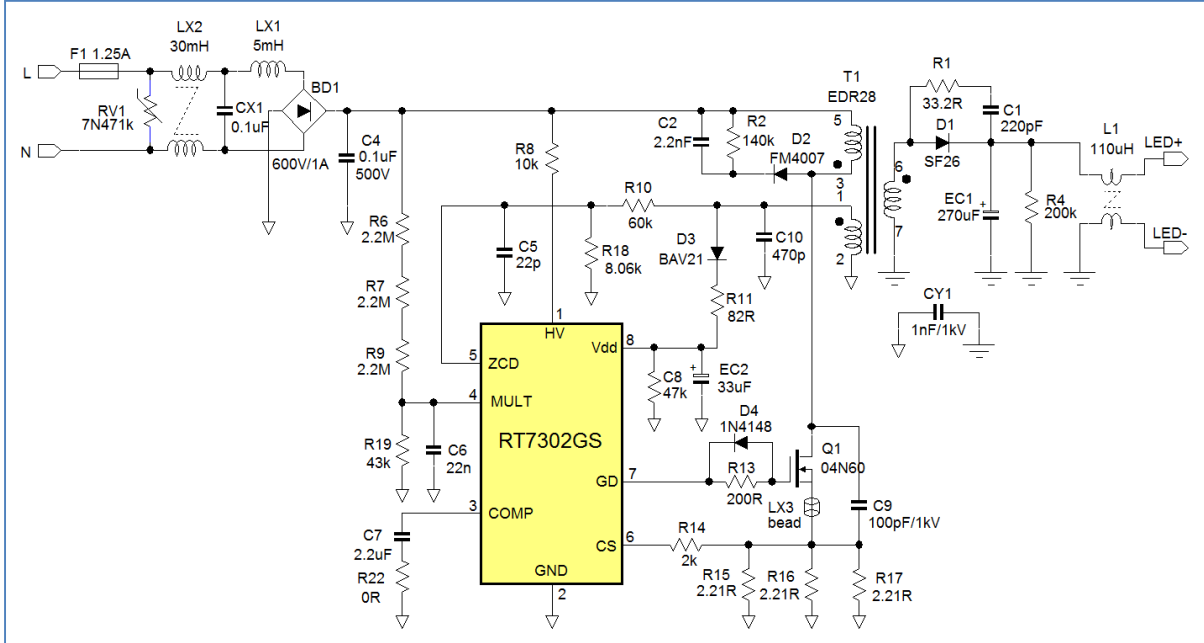 LX2
30mH
LX1
5mH
F1 1.25A
L
N
RV1
7N471k
CX1
0.1uF
BD1
600V/1A
C4
0.1uF
500V
R8
10k
C2
2.2nF
R2
140k
D2
FM4007
T1
EDR28
5
3
1
2
6
7
R1
33.2R
C1
220pF
D1
SF26
EC1
270uF
+
R4
200k
L1
110uH
LED+
LED-
CY1
1nF/1kV
R6
2.2M
R7
2.2M
R9
2.2M
R19
43k
C6
22n
C5
22p
R18
8.06k
R10
60k
D3
BAV21
C10
470p
R11
82R
C8
47k
+
EC2
33uF
1
HV
8
Vdd
5
ZCD
4
MULT
RT7302GS
3
COMP
GD
7
CS
6
GND
2
C7
2.2uF
R22
0R
D4
1N4148
R13
200R
Q1
04N60
LX3
bead
C9
100pF/1kV
R14
2k
R15
2.21R
R16
2.21R
R17
2.21R